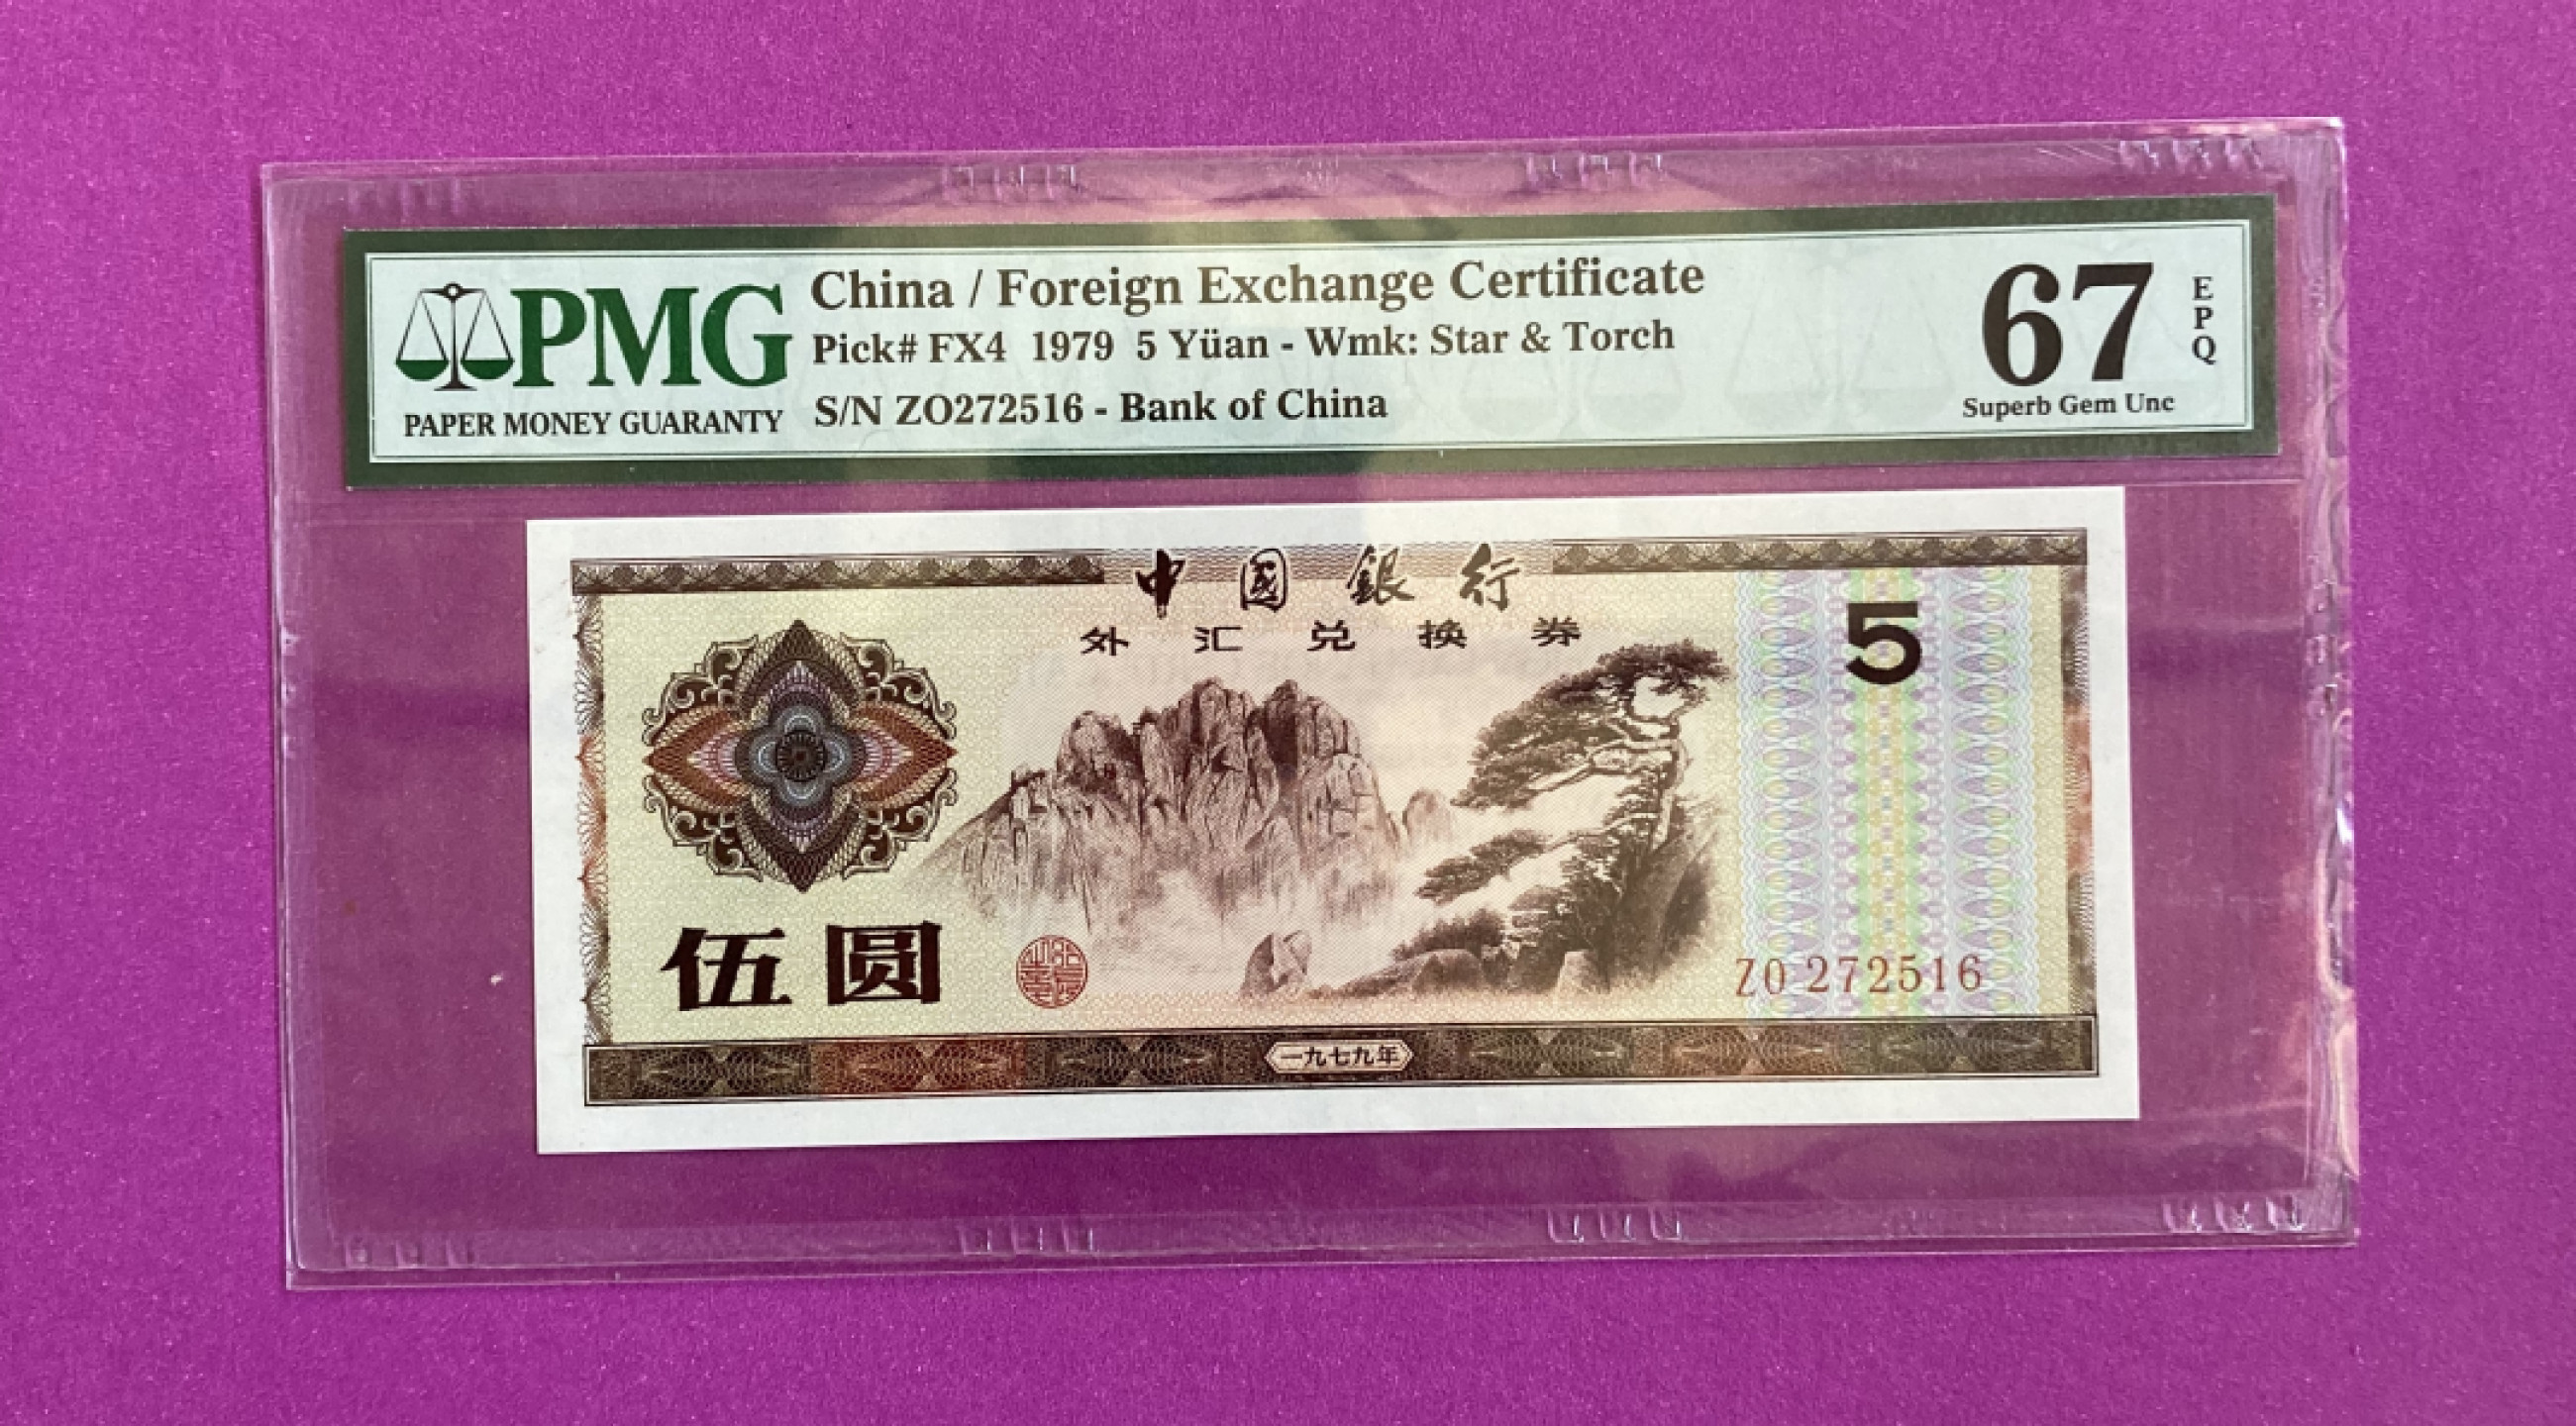 PMG
PAPER MONEY GUARANTY
China / Foreign Exchange Certificate
Pick# FX4 1979 5 Yüan - Wmk: Star & Torch
S/N ZO272516 - Bank of China
67
EPQ
Superb Gem Unc
中國銀行
外汇兑换券
5
伍圆
ZO 272516
一九七九年